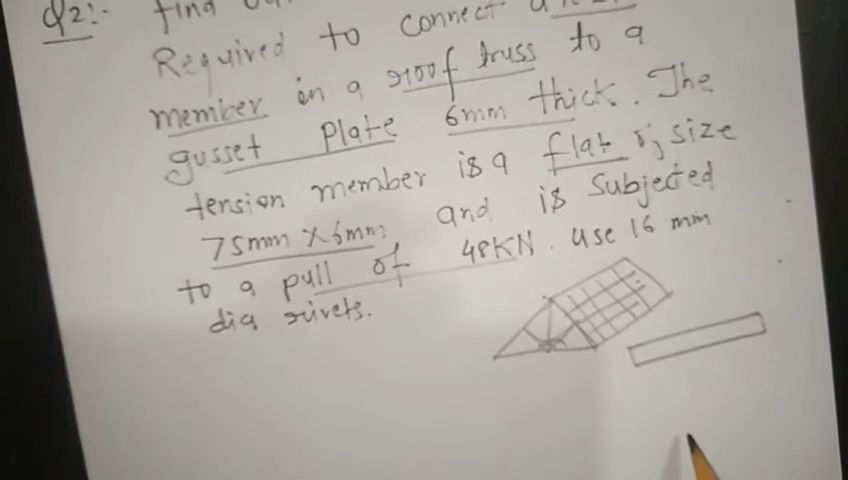 Q2:- find
Required to connect a
member in a roof truss to a
gusset plate 6mm thick. The
tension member is a flat of size
75mm x 6mm and is subjected
to a pull of 48KN. use 16 mm
dia rivets.